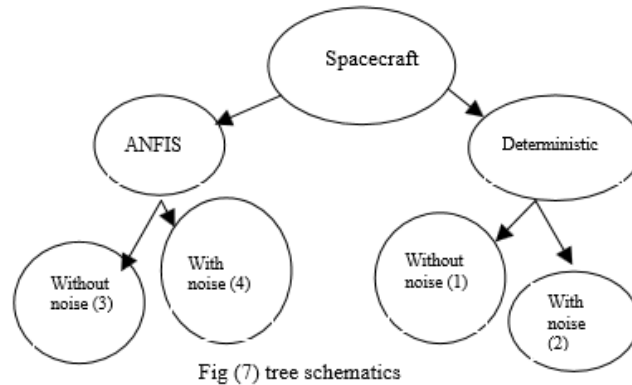 Spacecraft
ANFIS
Deterministic
Without
noise (3)
With
noise (4)
Without
noise (1)
With
noise
(2)
Fig (7) tree schematics